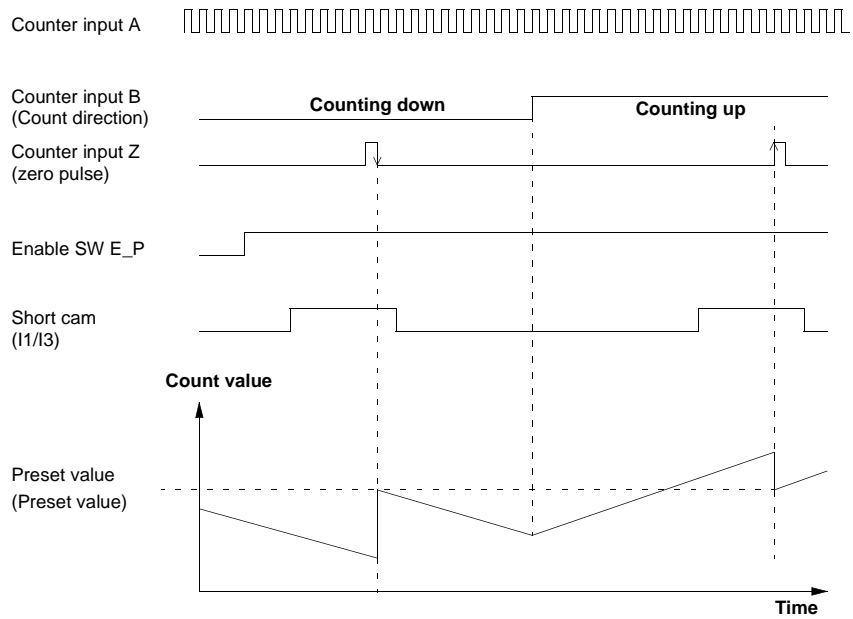 Counter input A
Counter input B
(Count direction)
Counting down
Counting up
Counter input Z
(zero pulse)
Enable SW E_P
Short cam
(I1/I3)
Count value
Preset value
(Preset value)
Time